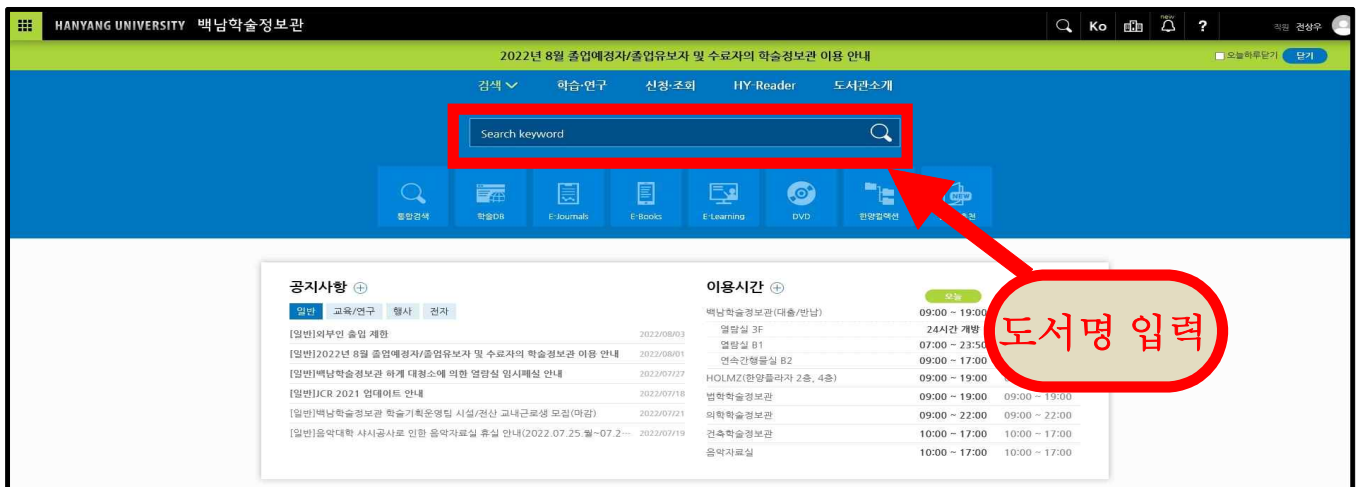 HANYANG UNIVERSITY 백남학술정보관
Ko
new
?
직원 전상우
2022년 8월 졸업예정자/졸업유보자 및 수료자의 학술정보관 이용 안내
오늘하루닫기 닫기
검색 학습·연구 신청·조회 HY-Reader 도서관소개
Search keyword
통합검색 학술DB E-Journals E-Books E-Learning DVD 한양컬렉션
NEW
도서명 입력
공지사항
일반 교육/연구 행사 전자
[일반]외부인 출입 제한 2022/08/03
[일반]2022년 8월 졸업예정자/졸업유보자 및 수료자의 학술정보관 이용 안내 2022/08/01
[일반]백남학술정보관 하계 대청소에 의한 열람실 임시폐실 안내 2022/07/27
[일반]JCR 2021 업데이트 안내 2022/07/18
[일반]백남학술정보관 학술기획운영팀 시설/전산 교내근로생 모집(마감) 2022/07/21
[일반]음악대학 샤시공사로 인한 음악자료실 휴실 안내(2022.07.25.월~07.2… 2022/07/19
이용시간
오늘
백남학술정보관(대출/반납) 09:00 ~ 19:00
열람실 3F 24시간 개방
열람실 B1 07:00 ~ 23:50
연속간행물실 B2 09:00 ~ 17:00
HOLMZ(한양플라자 2층, 4층) 09:00 ~ 19:00
법학학술정보관 09:00 ~ 19:00 09:00 ~ 19:00
의학학술정보관 09:00 ~ 22:00 09:00 ~ 22:00
건축학술정보관 10:00 ~ 17:00 10:00 ~ 17:00
음악자료실 10:00 ~ 17:00 10:00 ~ 17:00